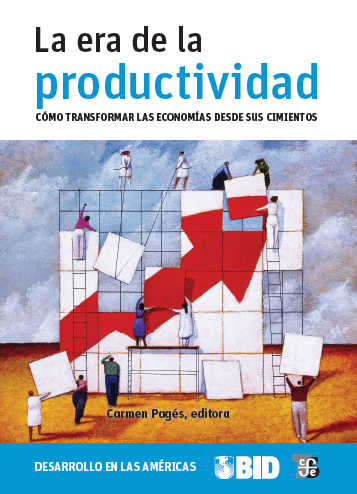 La era de la
productividad
CÓMO TRANSFORMAR LAS ECONOMÍAS DESDE SUS CIMIENTOS
Carmen Pagés, editora
DESARROLLO EN LAS AMÉRICAS
BID
cfe